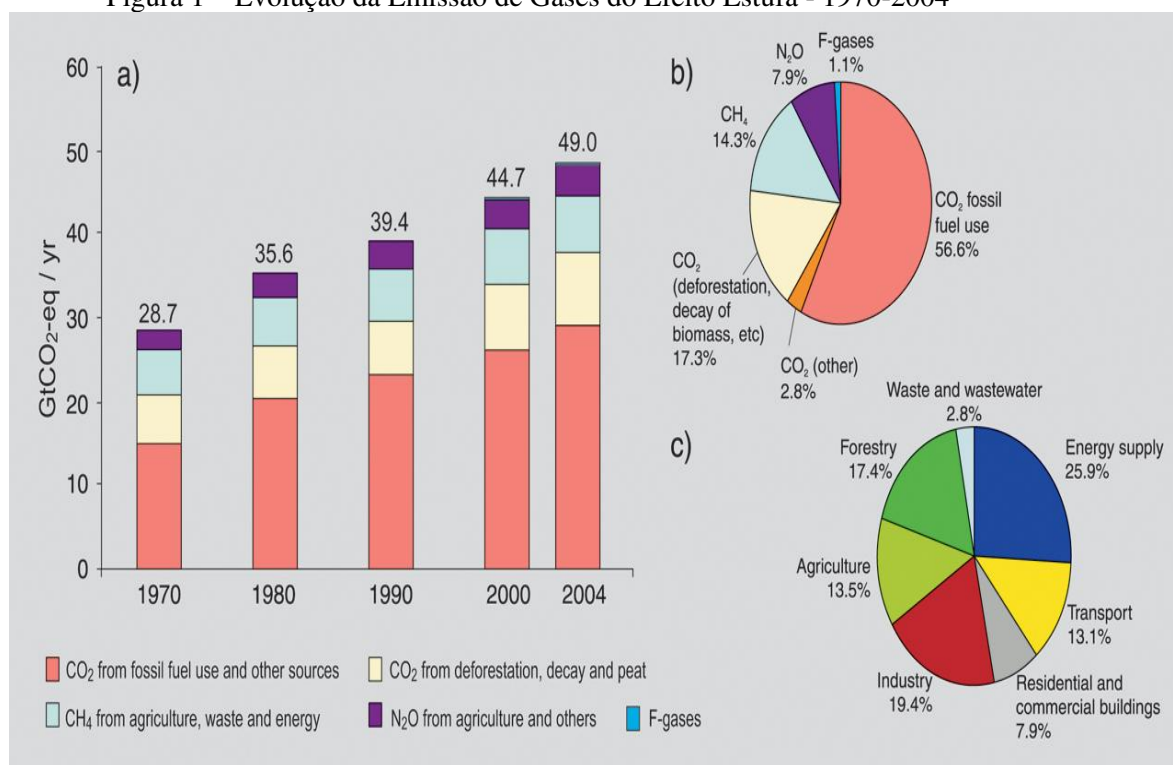 Figura 1 – Evolução da Emissão de Gases do Efeito Estufa - 1970-2004
a)
GtCO2-eq / yr
60
50
40
30
20
10
0
28.7
35.6
39.4
44.7
49.0
1970
1980
1990
2000
2004
CO2 from fossil fuel use and other sources
CO2 from deforestation, decay and peat
CH4 from agriculture, waste and energy
N2O from agriculture and others
F-gases
b)
F-gases
1.1%
N2O
7.9%
CH4
14.3%
CO2 fossil
fuel use
56.6%
CO2
(deforestation,
decay of
biomass, etc)
17.3%
CO2 (other)
2.8%
c)
Waste and wastewater
2.8%
Forestry
17.4%
Energy supply
25.9%
Agriculture
13.5%
Transport
13.1%
Industry
19.4%
Residential and
commercial buildings
7.9%